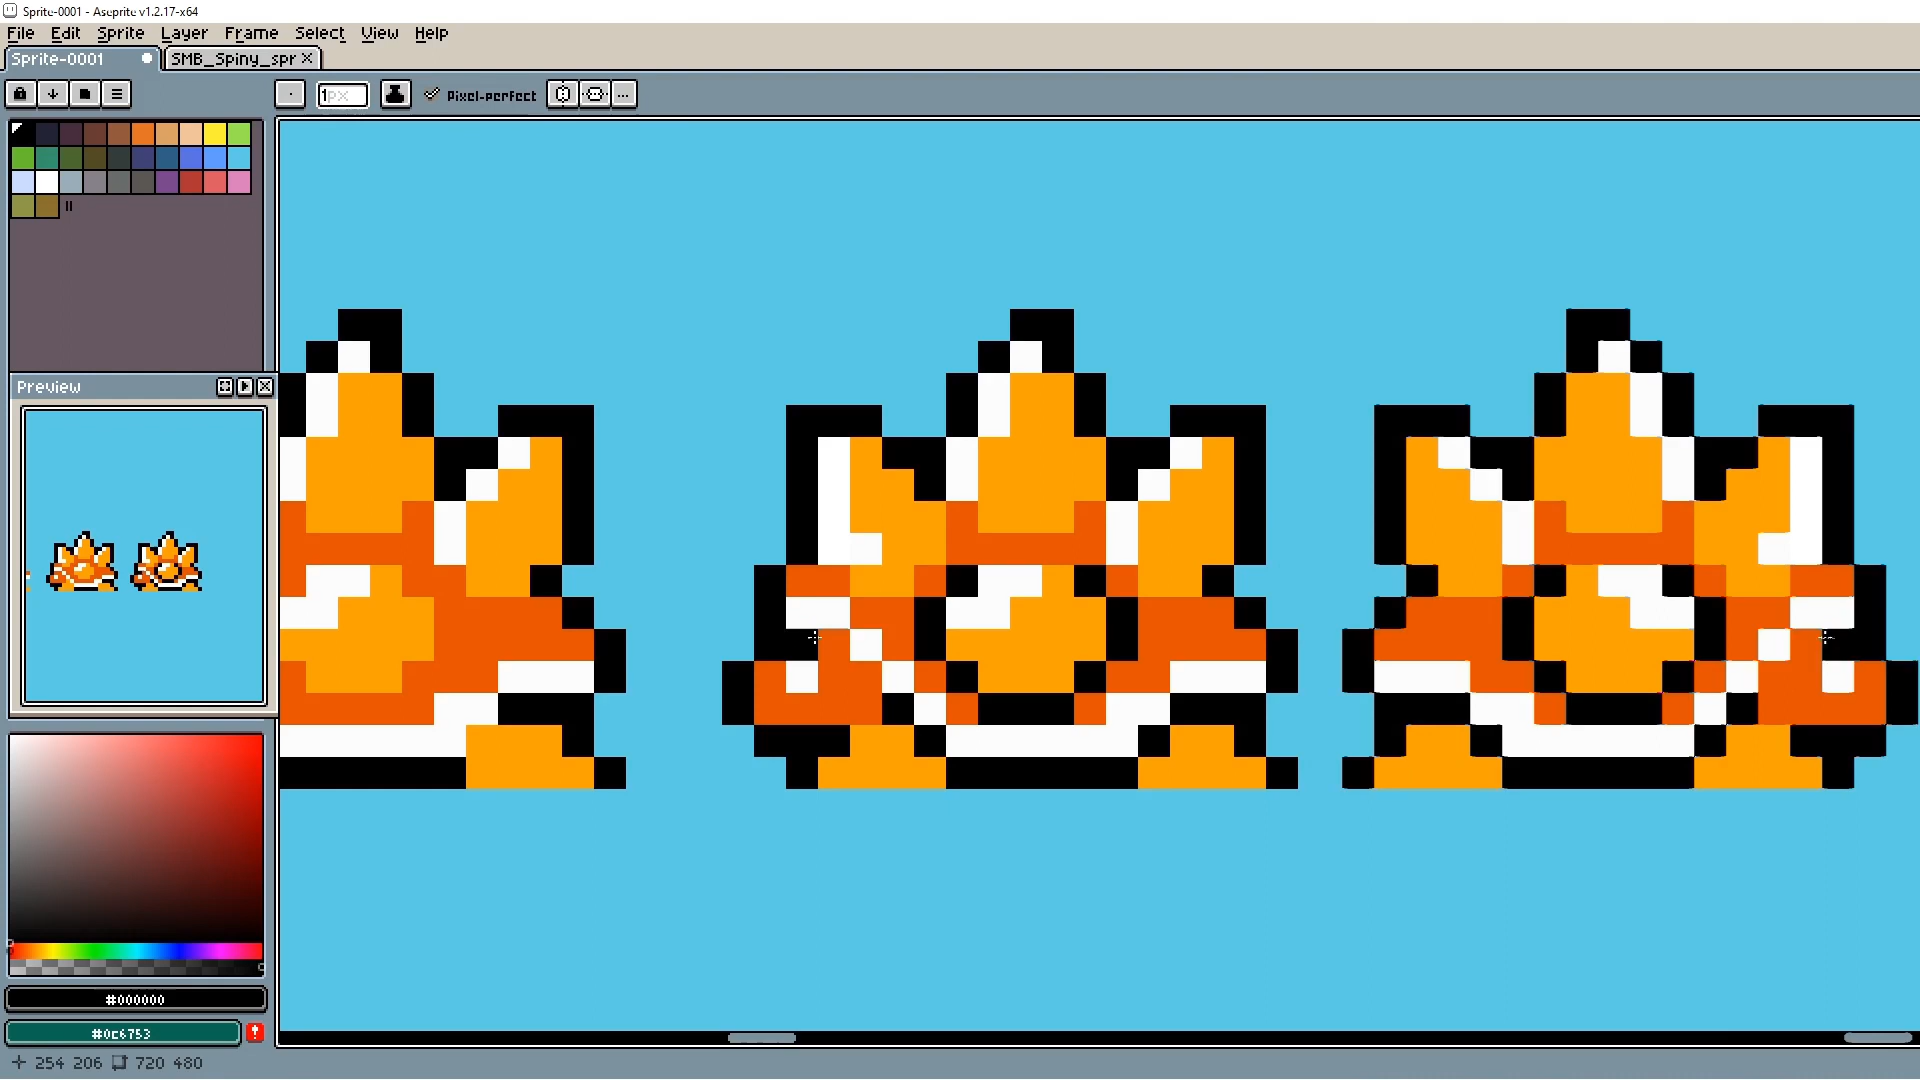 Sprite-0001 - Aseprite v1.2.17-x64
File Edit Sprite Layer Frame Select View Help
Sprite-0001 SMB_Spiny_spr
1px Pixel-perfect ...
Preview
#000000
#0c6753 !
254 206 720 480